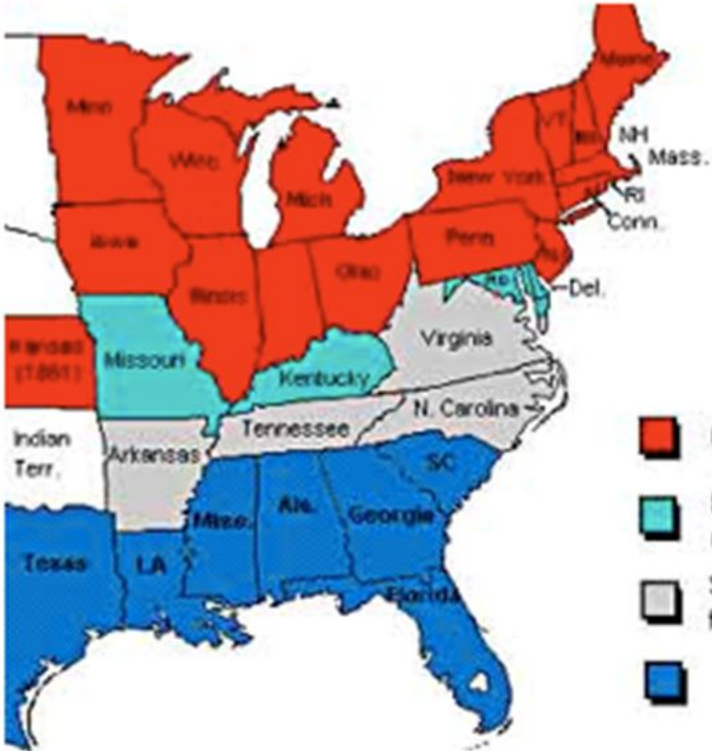 Maine
Minn
VT
NH
Mass.
Wisc
New York
Mich
RI
Conn.
Iowa
Penn
Ohio
NJ
Illinois
Del.
Virginia
Kansas
(1861)
Missouri
Kentucky
N. Carolina
Tennessee
Indian
Terr.
Arkansas
SC
Miss.
Ala.
Georgia
Texas
LA
Florida